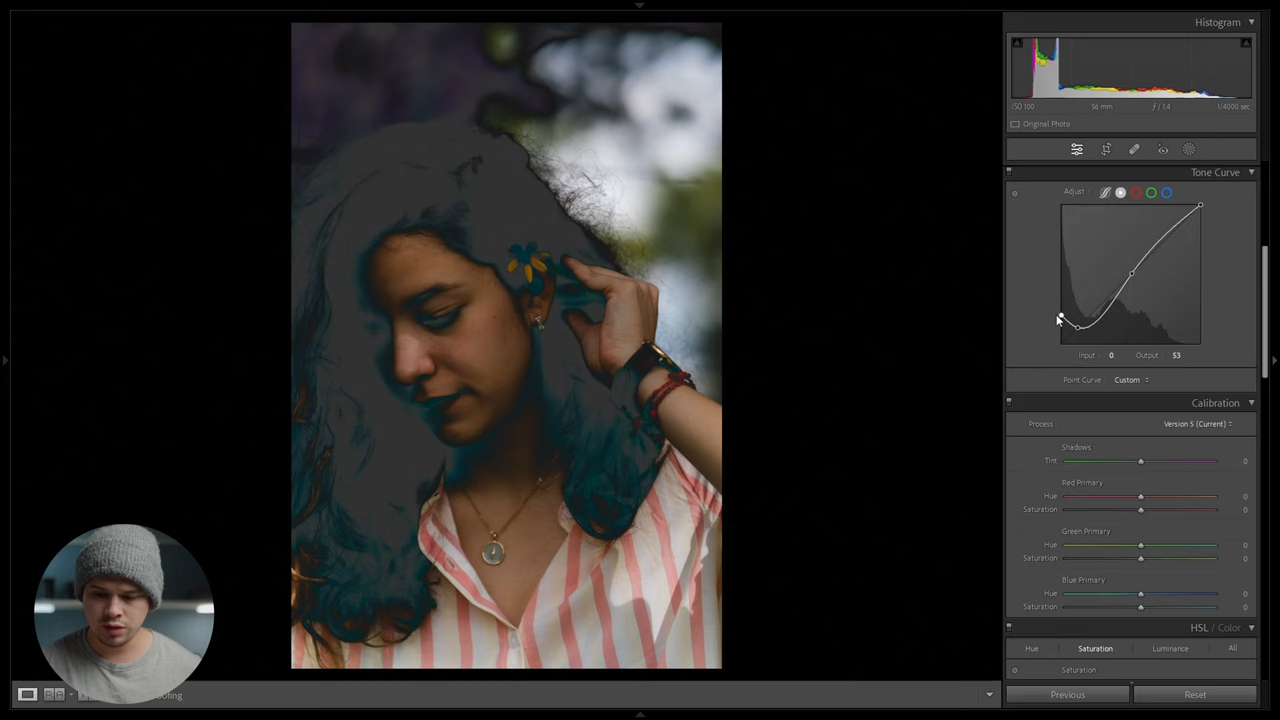 Histogram
ISO 100 56 mm ƒ / 1.4 1/4000 sec
Original Photo
Tone Curve
Adjust :
Input : 0 Output : 53
Point Curve : Custom
Calibration
Process : Version 5 (Current)
Shadows
Tint 0
Red Primary
Hue 0
Saturation 0
Green Primary
Hue 0
Saturation 0
Blue Primary
Hue 0
Saturation 0
HSL / Color
Hue Saturation Luminance All
Saturation
Previous Reset